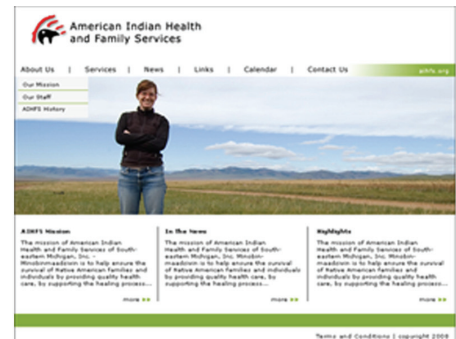 American Indian Health
and Family Services
About Us | Services | News | Links | Calendar | Contact Us
aihfs.org
Our Mission
Our Staff
AIHFS History
AIHFS Mission
The mission of American Indian
Health and Family Services of South-
eastern Michigan, Inc. -
Minobinmaadziwin is to help ensure the
survival of Native American families and
individuals by providing quality -
health care, by supporting the healing process...
more
In The News
The mission of American Indian
Health and Family Services of South-
eastern Michigan, Inc. Minobin-
maadziwin is to help ensure the survival
of Native American families and individuals
by providing quality health
care, by supporting the healing process...
more
Highlights
The mission of American Indian
Health and Family Services of South-
eastern Michigan, Inc. Minobin-
maadziwin is to help ensure the
survival of Native American families
and individuals by providing quality health
care, by supporting the healing process...
more
Terms and Conditions | copyright 2008